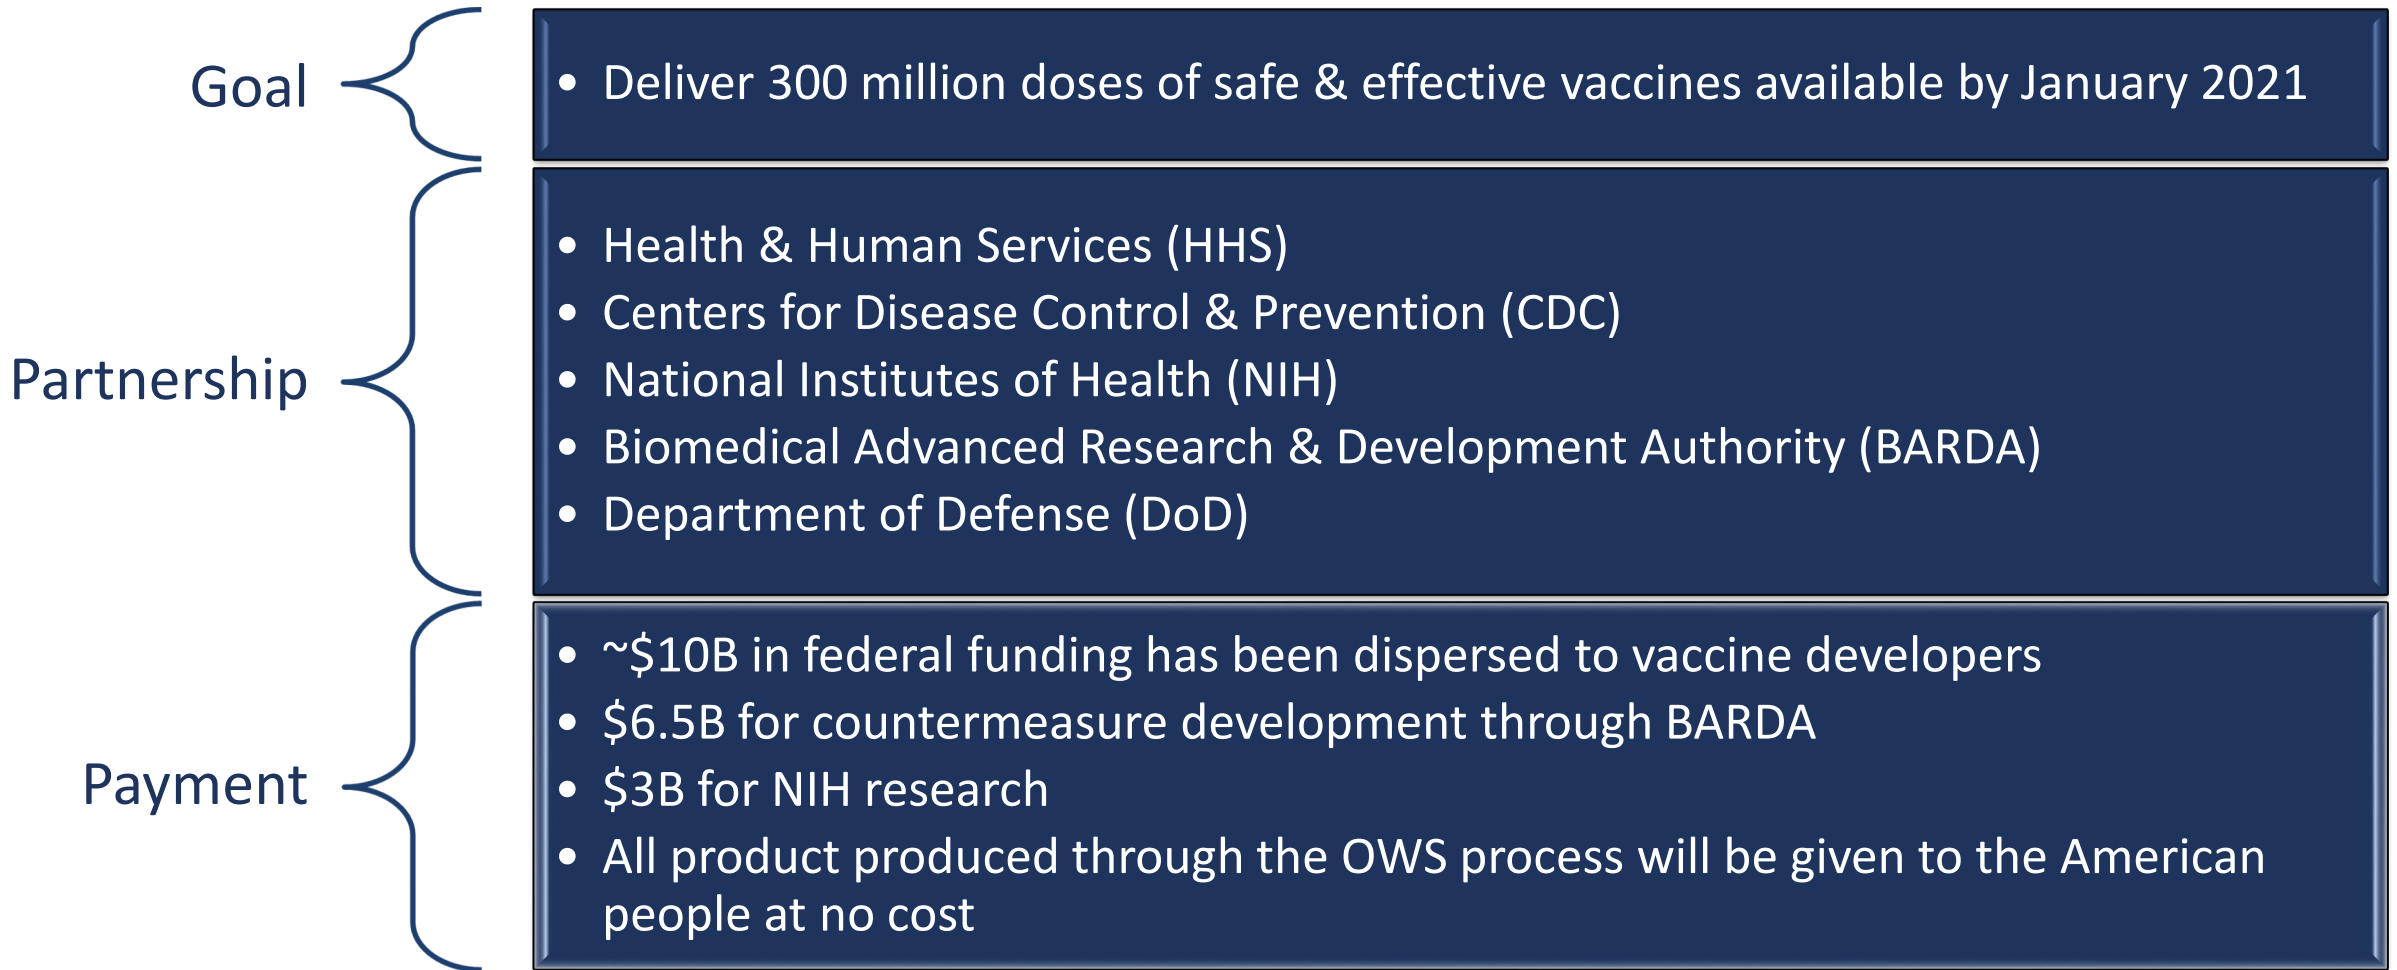 Goal
• Deliver 300 million doses of safe & effective vaccines available by January 2021
Partnership
• Health & Human Services (HHS)
• Centers for Disease Control & Prevention (CDC)
• National Institutes of Health (NIH)
• Biomedical Advanced Research & Development Authority (BARDA)
• Department of Defense (DoD)
Payment
• ~$10B in federal funding has been dispersed to vaccine developers
• $6.5B for countermeasure development through BARDA
• $3B for NIH research
• All product produced through the OWS process will be given to the American
people at no cost